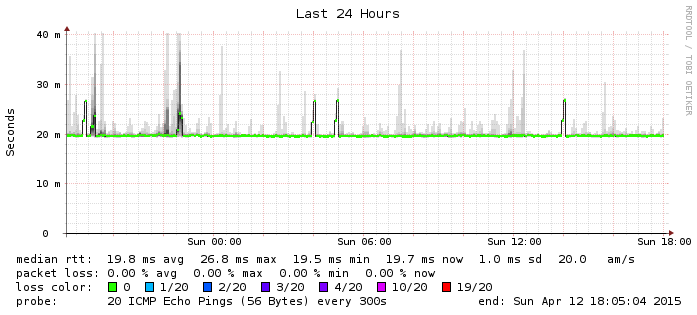 Last 24 Hours
RRDTOOL / TOBI OETIKER
Seconds
40 m
30 m
20 m
10 m
0
Sun 00:00 Sun 06:00 Sun 12:00 Sun 18:00
median rtt: 19.8 ms avg 26.8 ms max 19.5 ms min 19.7 ms now 1.0 ms sd 20.0 am/s
packet loss: 0.00 % avg 0.00 % max 0.00 % min 0.00 % now
loss color: 0 1/20 2/20 3/20 4/20 10/20 19/20
probe: 20 ICMP Echo Pings (56 Bytes) every 300s end: Sun Apr 12 18:05:04 2015